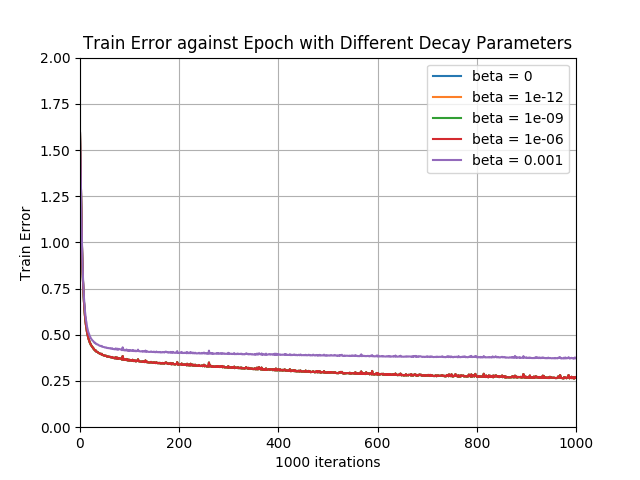 Train Error against Epoch with Different Decay Parameters
2.00
1.75
1.50
1.25
1.00
0.75
0.50
0.25
0.00
Train Error
beta = 0
beta = 1e-12
beta = 1e-09
beta = 1e-06
beta = 0.001
0 200 400 600 800 1000
1000 iterations